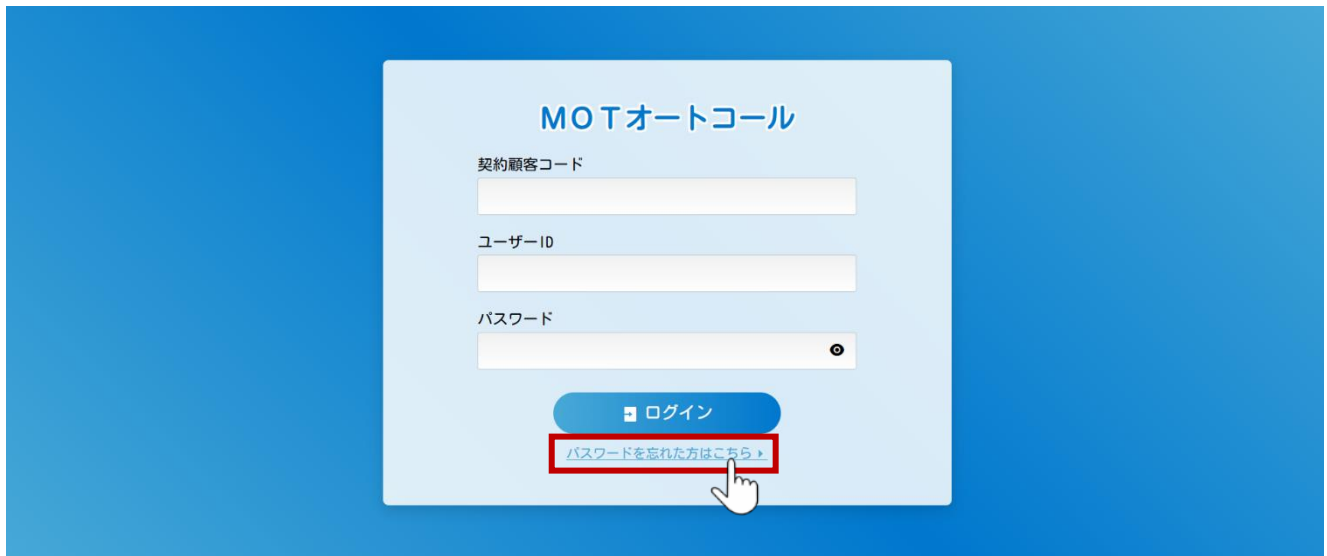 MOTオートコール
契約顧客コード
ユーザーID
パスワード
ログイン
パスワードを忘れた方はこちら